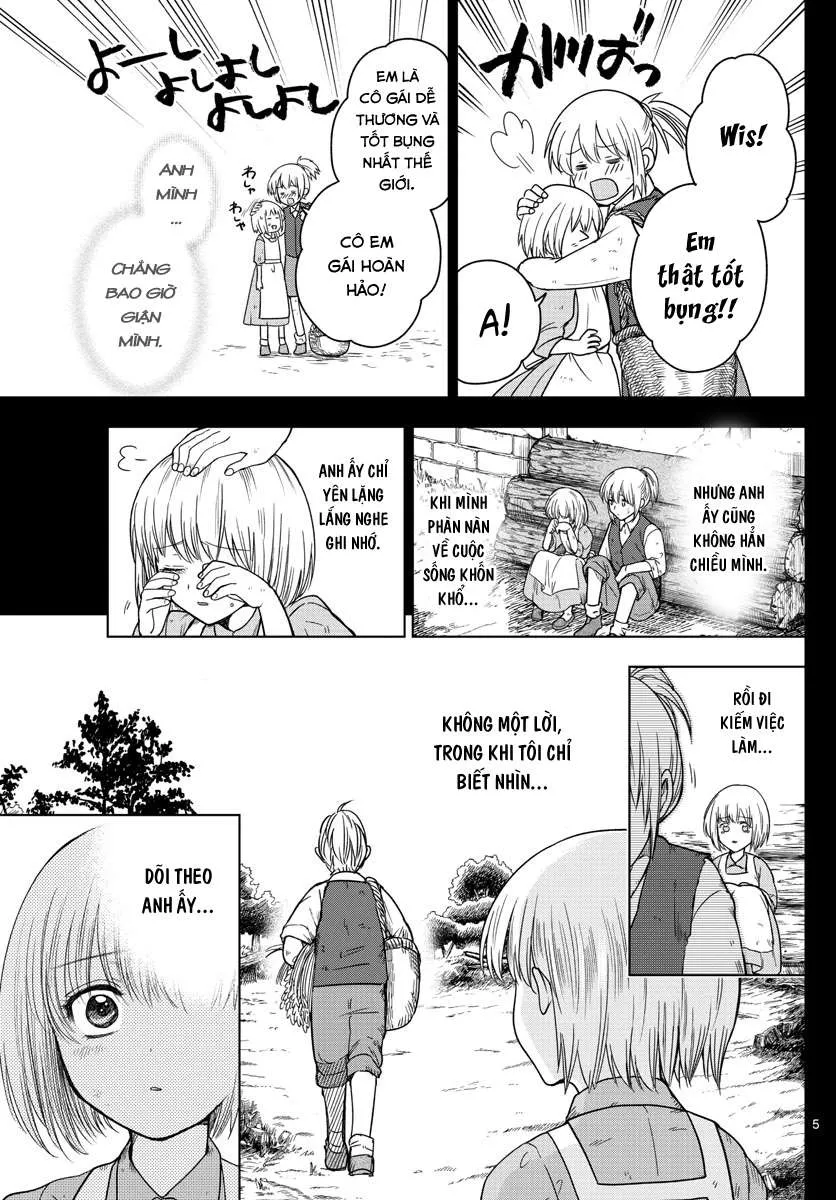 ガバっ
Wis!
Em
thật tốt
bụng!!
A!
よーし
よしよし
よしよし
EM LÀ
CÔ GÁI DỄ
THƯƠNG VÀ
TỐT BỤNG
NHẤT THẾ
GIỚI.
CÔ EM
GÁI HOÀN
HẢO!
わしゃ
わしゃ
ANH
MÌNH
...
CHẲNG
BAO GIỜ
GIẬN
MÌNH.
NHƯNG ANH
ẤY CŨNG
KHÔNG HẲN
CHIỀU MÌNH.
KHI MÌNH
PHÀN NÀN
VỀ CUỘC
SỐNG KHỐN
KHỔ...
ANH ẤY CHỈ
YÊN LẶNG
LẮNG NGHE
GHI NHỚ.
RỒI ĐI
KIẾM VIỆC
LÀM...
KHÔNG MỘT LỜI,
TRONG KHI TÔI CHỈ
BIẾT NHÌN...
DÕI THEO
ANH ẤY...
5